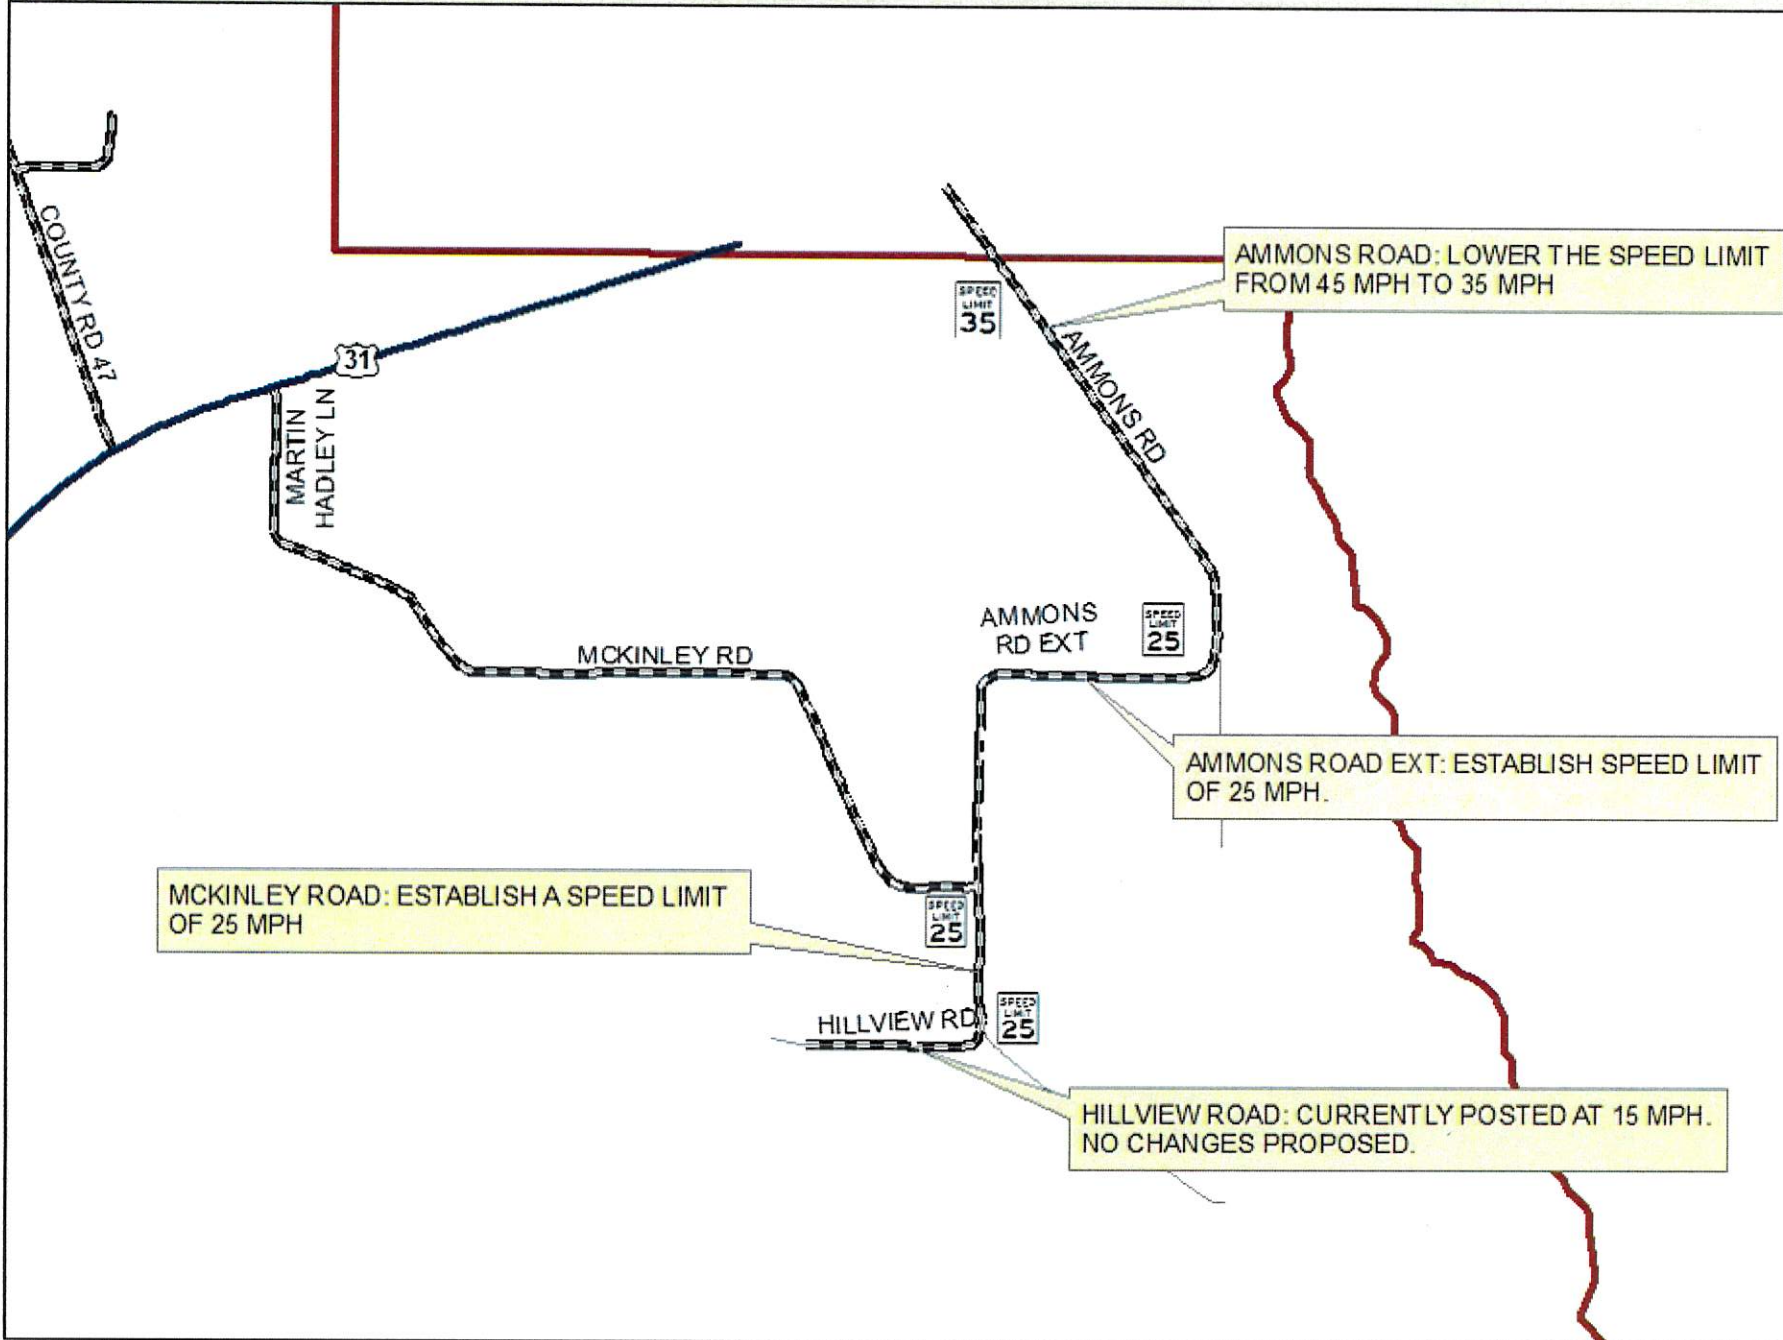 COUNTY RD 47
31
MARTIN
HADLEY LN
SPEED
LIMIT
35
AMMONS ROAD: LOWER THE SPEED LIMIT
FROM 45 MPH TO 35 MPH
AMMONS RD
AMMONS
RD EXT
SPEED
LIMIT
25
MCKINLEY RD
AMMONS ROAD EXT: ESTABLISH SPEED LIMIT
OF 25 MPH.
MCKINLEY ROAD: ESTABLISH A SPEED LIMIT
OF 25 MPH
SPEED
LIMIT
25
HILLVIEW RD
SPEED
LIMIT
25
HILLVIEW ROAD: CURRENTLY POSTED AT 15 MPH.
NO CHANGES PROPOSED.